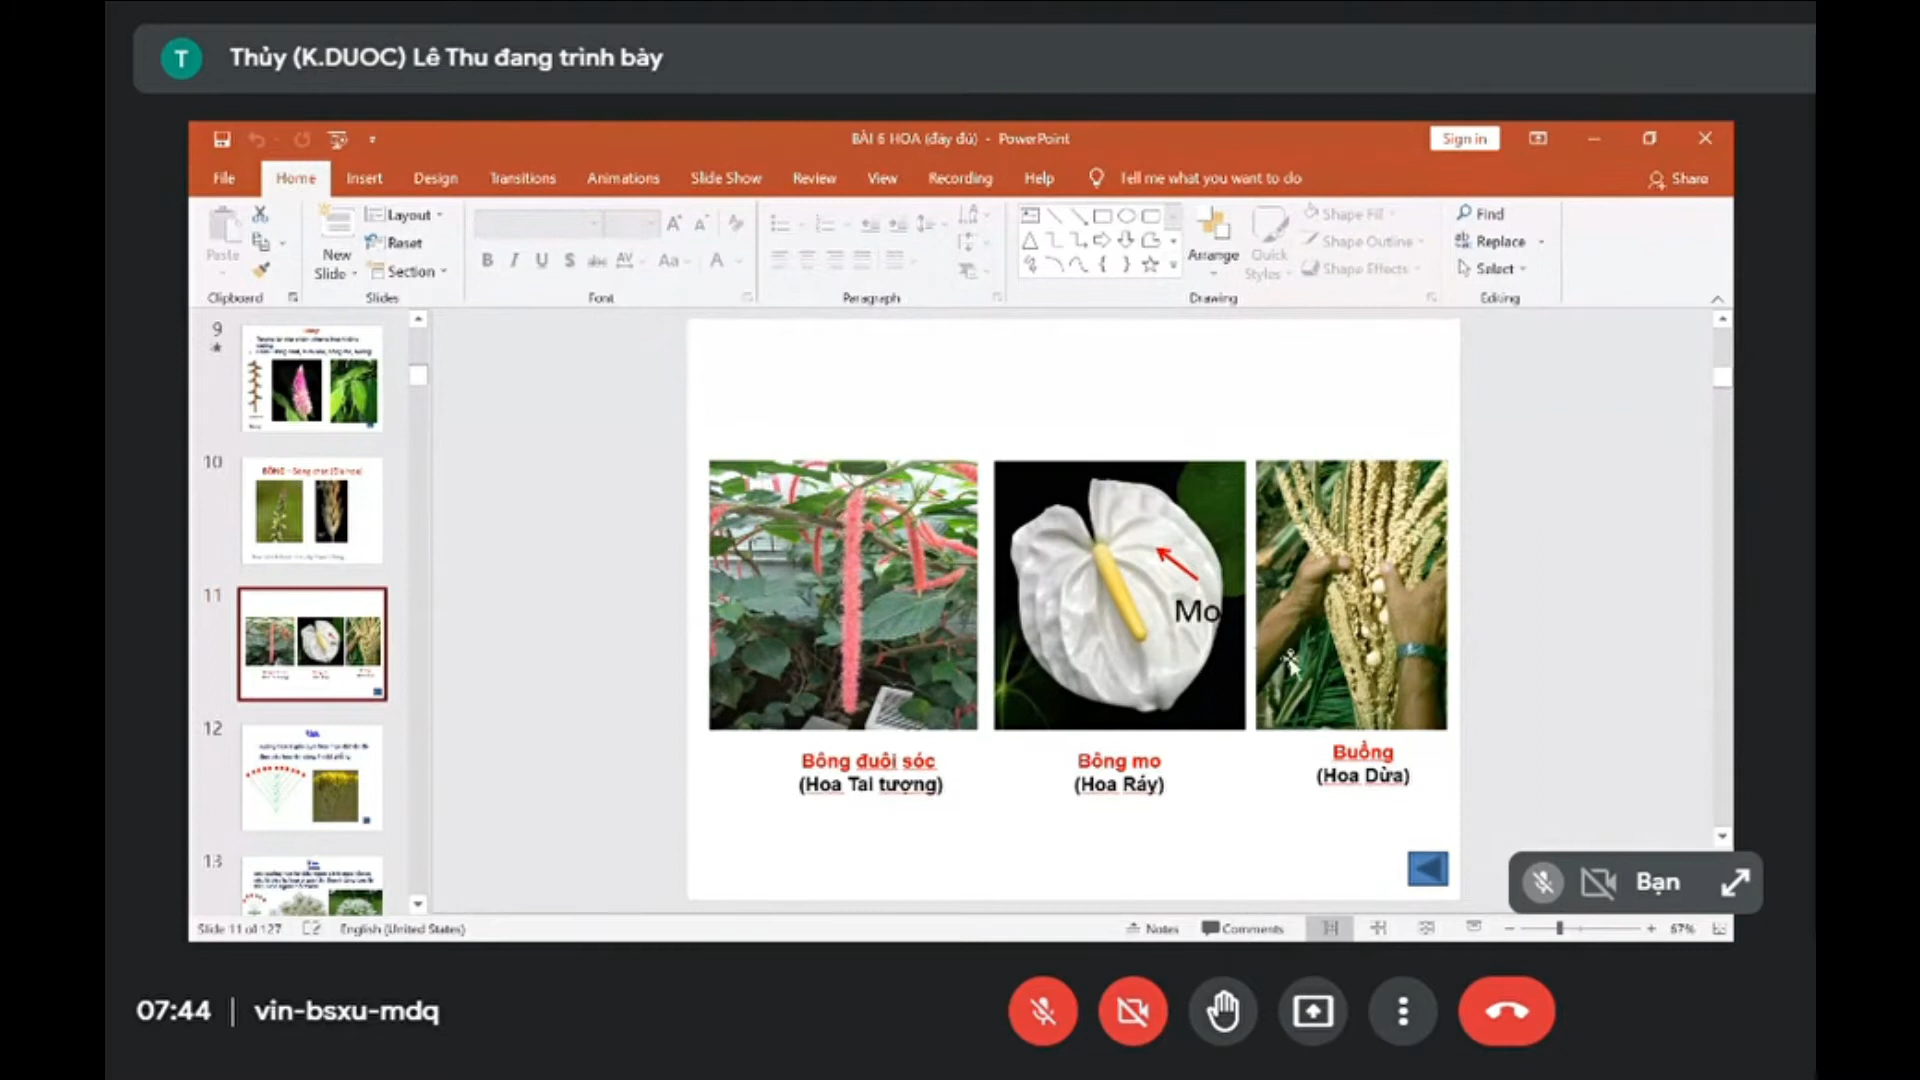 T
Thủy (K.DUOC) Lê Thu đang trình bày
BÀI 6 HOA (đầy đủ) - PowerPoint
Sign in
File Home Insert Design Transitions Animations Slide Show Review View Recording Help Tell me what you want to do
Share
Paste
Clipboard
New Slide
Layout
Reset
Section
Slides
B I U S abc AV Aa A
Font
Paragraph
Arrange
Quick Styles
Shape Fill
Shape Outline
Shape Effects
Drawing
Find
Replace
Select
Editing
9
10
11
12
13
Mo
Bông đuôi sóc
(Hoa Tai tượng)
Bông mo
(Hoa Ráy)
Buồng
(Hoa Dừa)
Bạn
Slide 11 of 127
English (United States)
Notes
Comments
67%
07:44 | vin-bsxu-mdq